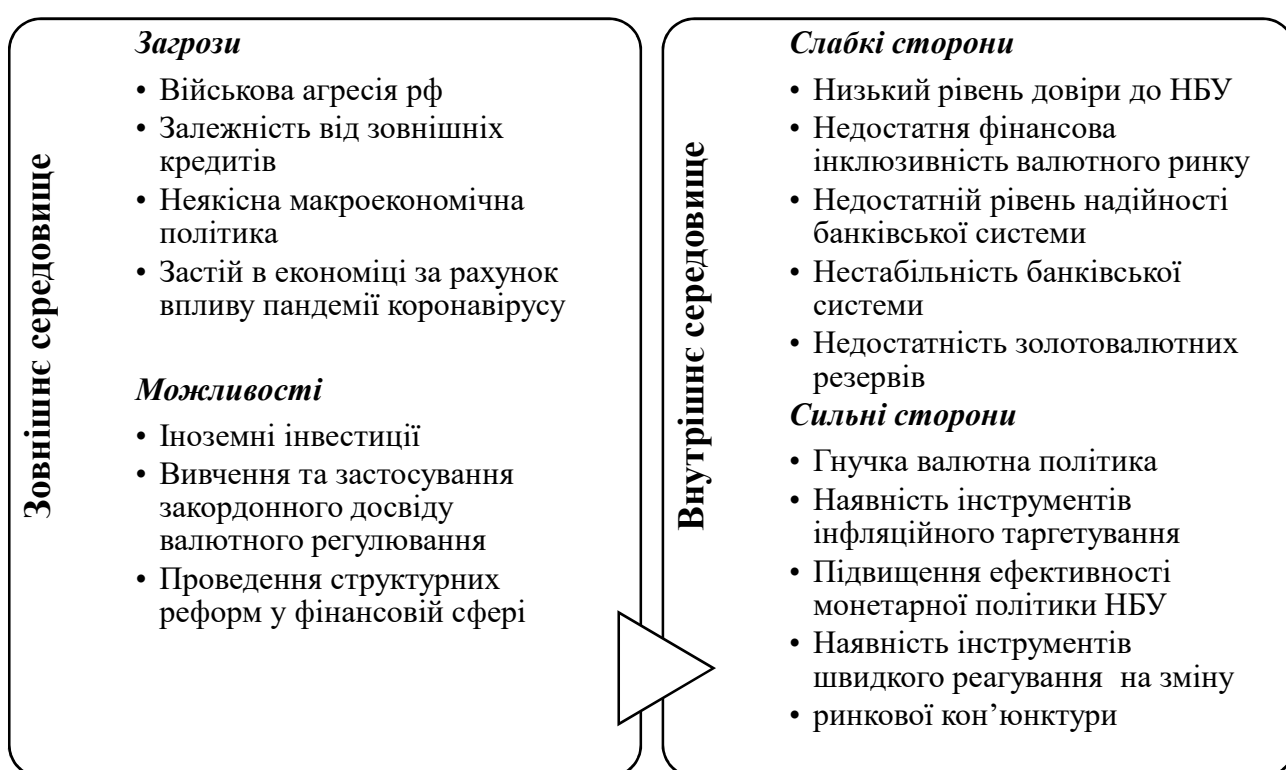 Зовнішнє середовище
Загрози
• Військова агресія рф
• Залежність від зовнішніх
кредитів
• Неякісна макроекономічна
політика
• Застій в економіці за рахунок
впливу пандемії коронавірусу
Можливості
• Іноземні інвестиції
• Вивчення та застосування
закордонного досвіду
валютного регулювання
• Проведення структурних
реформ у фінансовій сфері
Внутрішнє середовище
Слабкі сторони
• Низький рівень довіри до НБУ
• Недостатня фінансова
інклюзивність валютного ринку
• Недостатній рівень надійності
банківської системи
• Нестабільність банківської
системи
• Недостатність золотовалютних
резервів
Сильні сторони
• Гнучка валютна політика
• Наявність інструментів
інфляційного таргетування
• Підвищення ефективності
монетарної політики НБУ
• Наявність інструментів
швидкого реагування  на зміну
• ринкової кон’юнктури